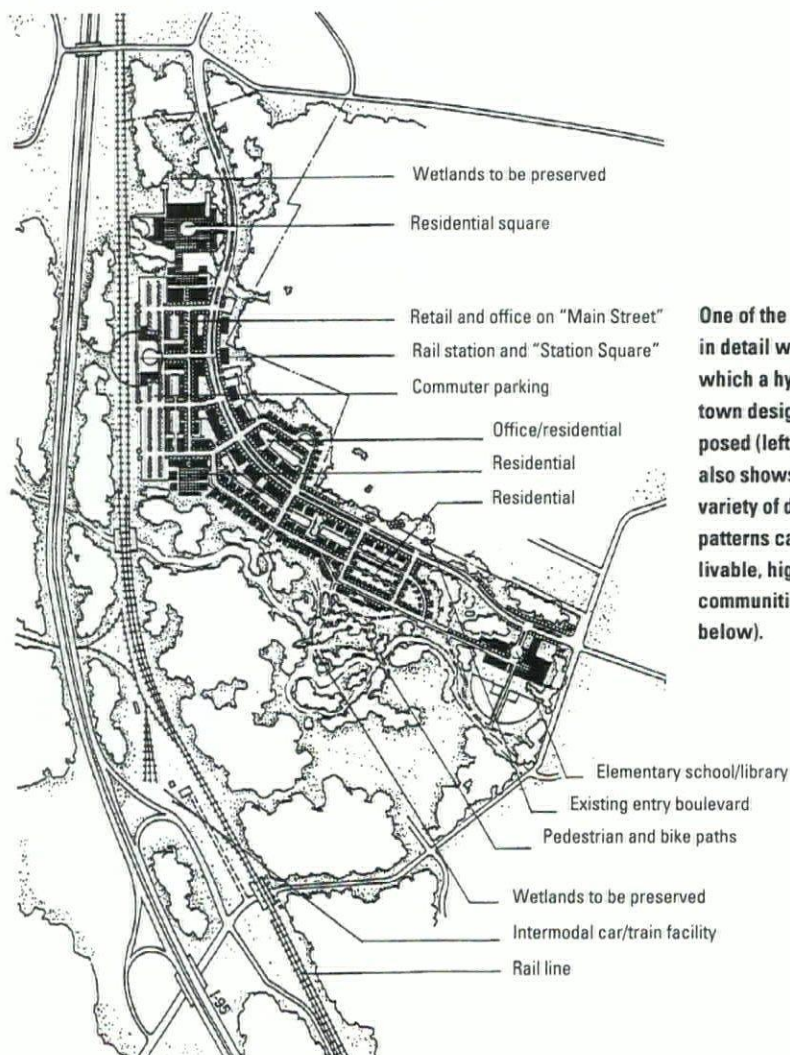 Wetlands to be preserved
Residential square
Retail and office on "Main Street"
Rail station and "Station Square"
Commuter parking
Office/residential
Residential
Residential
Elementary school/library
Existing entry boulevard
Pedestrian and bike paths
Wetlands to be preserved
Intermodal car/train facility
Rail line
I-95
One of the
in detail w
which a hy
town desig
posed (left
also shows
variety of d
patterns ca
livable, hig
communiti
below).